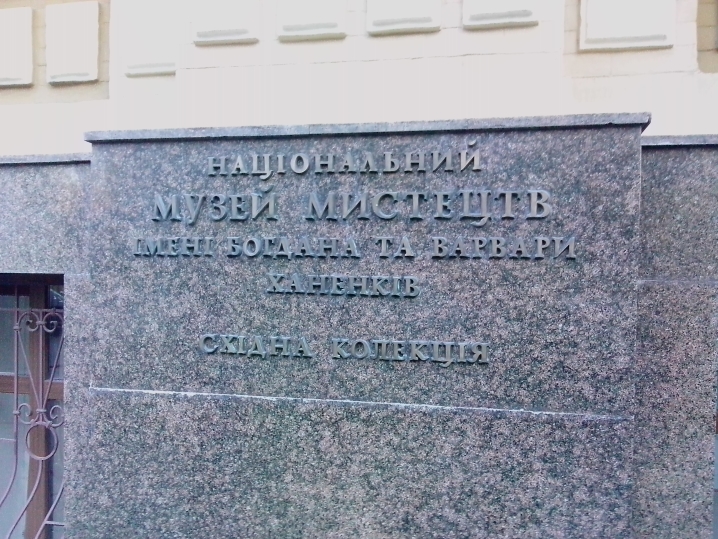 НАЦІОНАЛЬНИЙ
МУЗЕЙ МИСТЕЦТВ
ІМЕНІ БОГДАНА ТА ВАРВАРИ
ХАНЕНКІВ
СХІДНА КОЛЕКЦІЯ